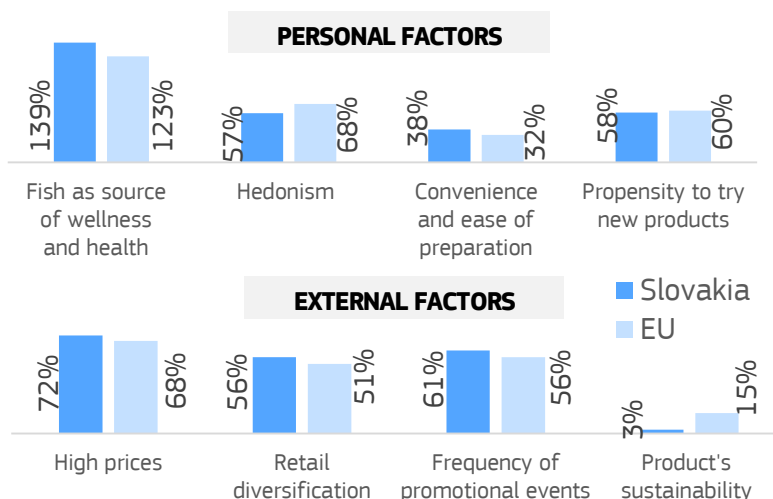 PERSONAL FACTORS
139%
123%
57%
68%
38%
32%
58%
60%
Fish as source
of wellness
and health
Hedonism
Convenience
and ease of
preparation
Propensity to try
new products
EXTERNAL FACTORS
Slovakia
EU
72%
68%
56%
51%
61%
56%
3%
15%
High prices
Retail
diversification
Frequency of
promotional events
Product's
sustainability